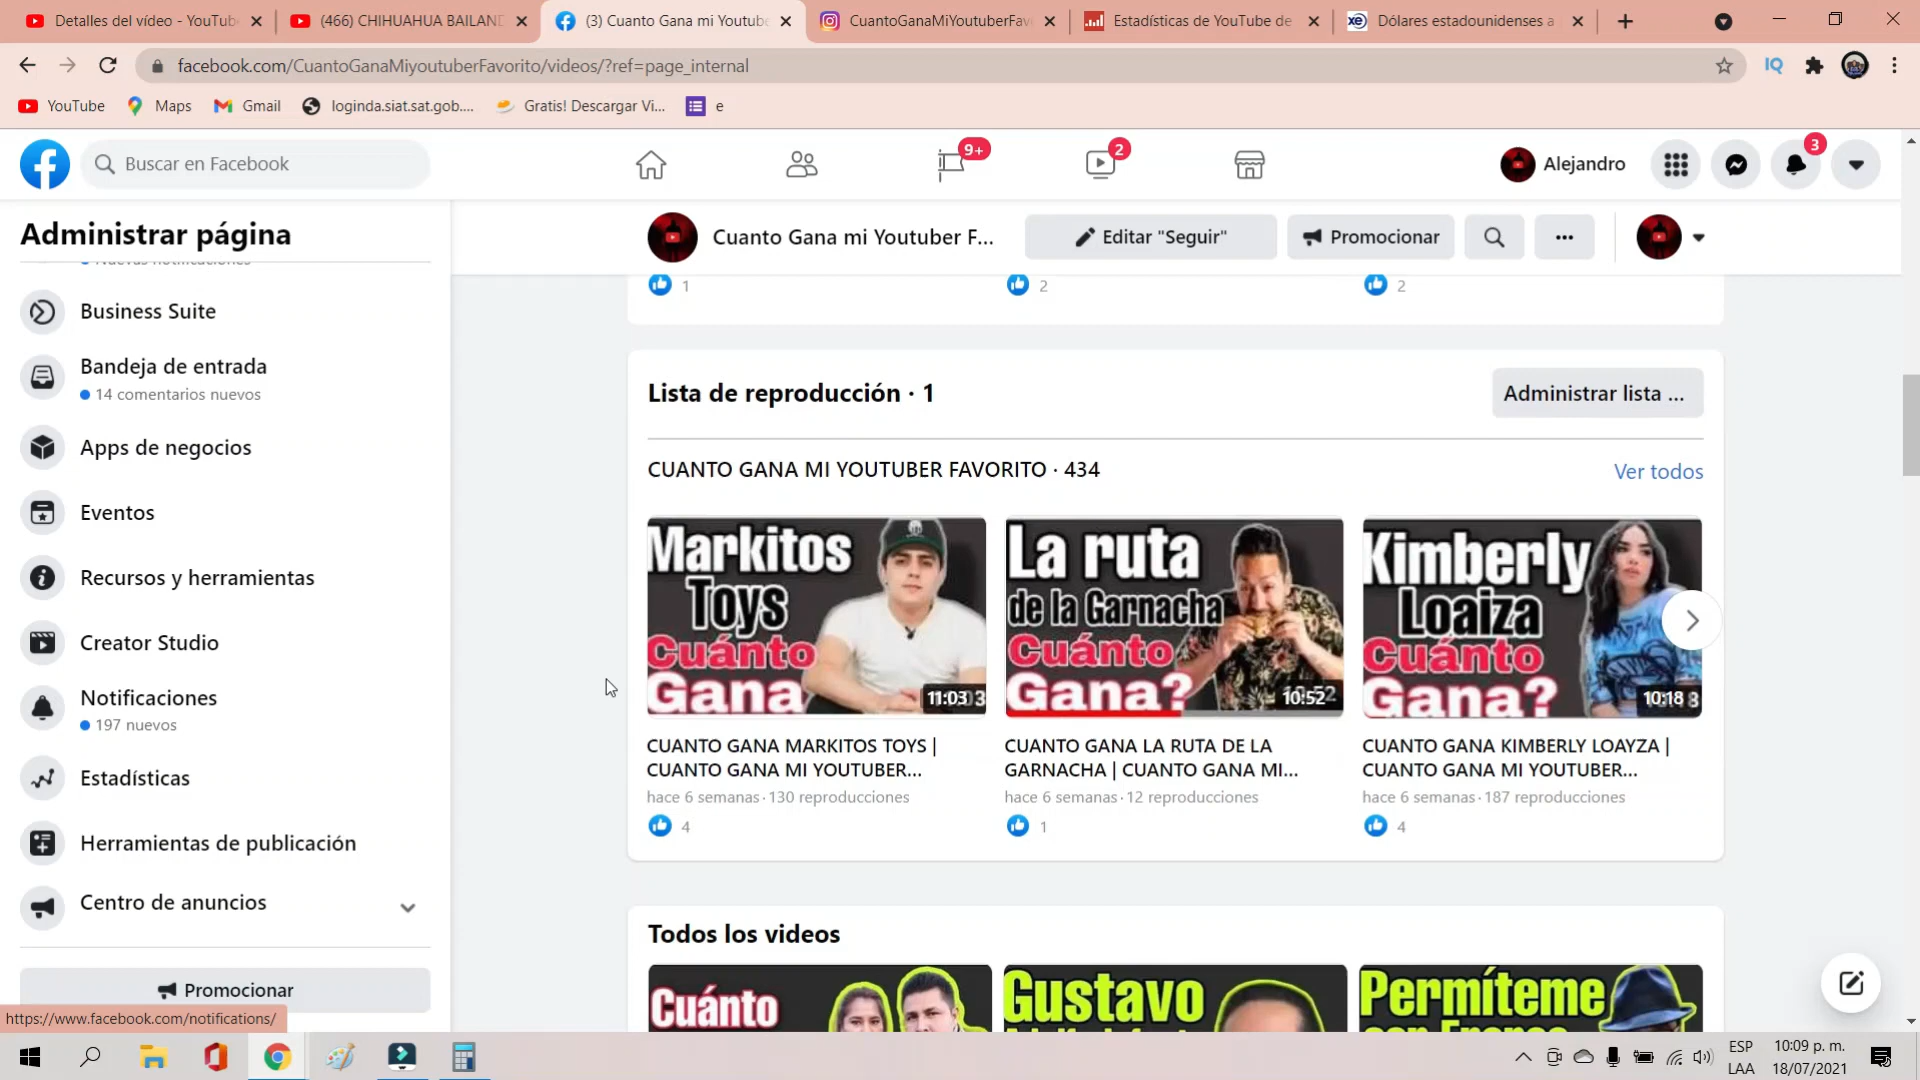 Detalles del vídeo - YouTub
(466) CHIHUAHUA BAILAND
(3) Cuanto Gana mi Youtube
CuantoGanaMiYoutuberFav
Estadísticas de YouTube de
Dólares estadounidenses a
facebook.com/CuantoGanaMiyoutuberFavorito/videos/?ref=page_internal
YouTube
Maps
Gmail
loginda.siat.sat.gob....
Gratis! Descargar Vi...
e
Buscar en Facebook
9+
2
Alejandro
3
Administrar página
Nuevas notificaciones
Business Suite
Bandeja de entrada
14 comentarios nuevos
Apps de negocios
Eventos
Recursos y herramientas
Creator Studio
Notificaciones
197 nuevos
Estadísticas
Herramientas de publicación
Centro de anuncios
Promocionar
https://www.facebook.com/notifications/
Cuanto Gana mi Youtuber F...
Editar "Seguir"
Promocionar
1
2
2
Lista de reproducción · 1
Administrar lista ...
CUANTO GANA MI YOUTUBER FAVORITO · 434
Ver todos
Markitos
Toys
Cuánto
Gana?
11:03
La ruta
de la Garnacha
Cuánto
Gana?
10:52
Kimberly
Loaiza
Cuánto
Gana?
10:18
CUANTO GANA MARKITOS TOYS |
CUANTO GANA MI YOUTUBER...
hace 6 semanas · 130 reproducciones
4
CUANTO GANA LA RUTA DE LA
GARNACHA | CUANTO GANA MI...
hace 6 semanas · 12 reproducciones
1
CUANTO GANA KIMBERLY LOAYZA |
CUANTO GANA MI YOUTUBER...
hace 6 semanas · 187 reproducciones
4
Todos los videos
Cuánto
Gustavo
Permíteme
ESP
LAA
10:09 p. m.
18/07/2021